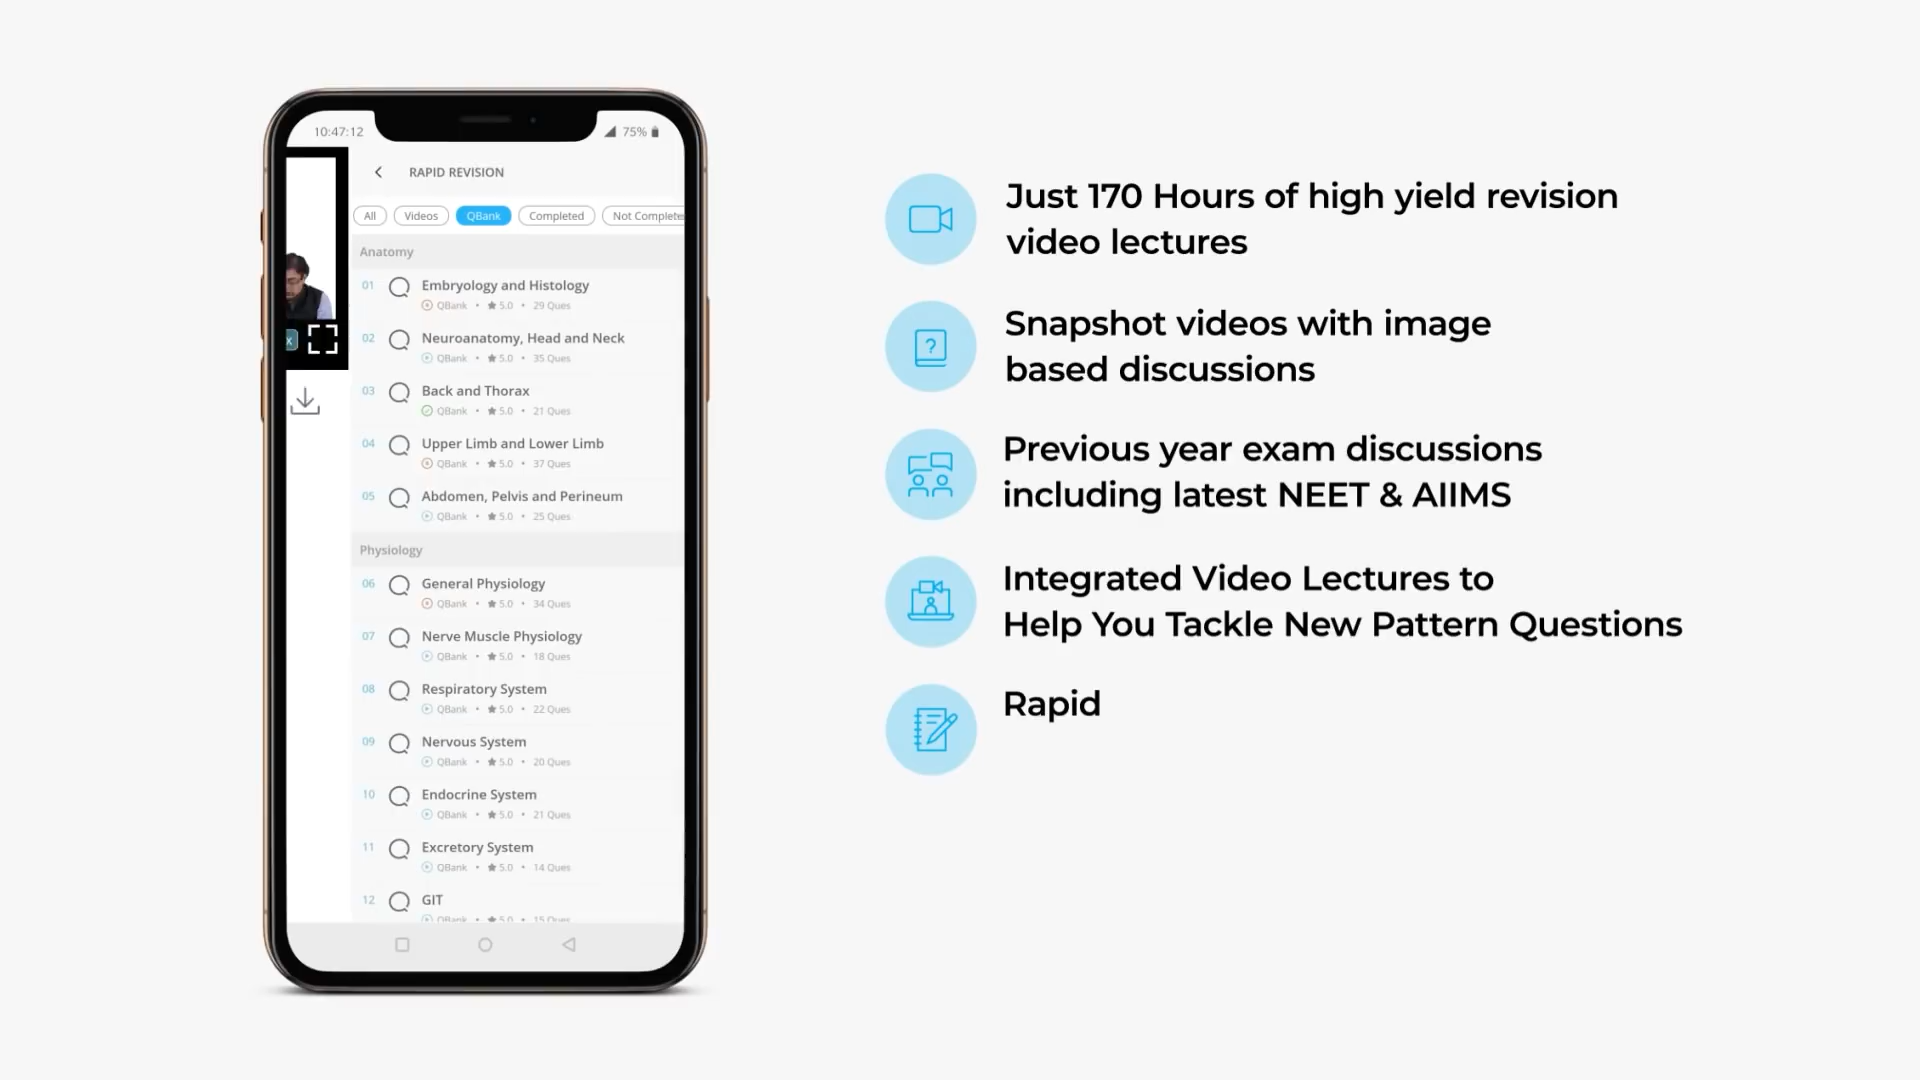 10:47:12
75%
RAPID REVISION
All
Videos
QBank
Completed
Not Complete
Anatomy
01
Embryology and Histology
QBank • ★ 5.0 • 29 Ques
02
Neuroanatomy, Head and Neck
QBank • ★ 5.0 • 35 Ques
03
Back and Thorax
QBank • ★ 5.0 • 21 Ques
04
Upper Limb and Lower Limb
QBank • ★ 5.0 • 37 Ques
05
Abdomen, Pelvis and Perineum
QBank • ★ 5.0 • 25 Ques
Physiology
06
General Physiology
QBank • ★ 5.0 • 34 Ques
07
Nerve Muscle Physiology
QBank • ★ 5.0 • 18 Ques
08
Respiratory System
QBank • ★ 5.0 • 22 Ques
09
Nervous System
QBank • ★ 5.0 • 20 Ques
10
Endocrine System
QBank • ★ 5.0 • 21 Ques
11
Excretory System
QBank • ★ 5.0 • 14 Ques
12
GIT
QBank • ★ 5.0 • 15 Ques
x
Just 170 Hours of high yield revision
video lectures
Snapshot videos with image
based discussions
Previous year exam discussions
including latest NEET & AIIMS
Integrated Video Lectures to
Help You Tackle New Pattern Questions
Rapid